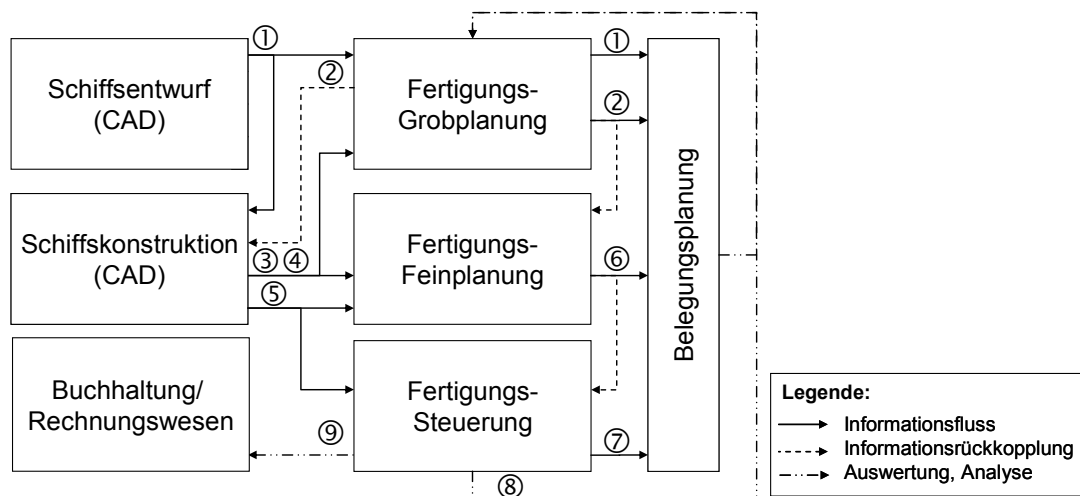 ①
①
②
Schiffsentwurf
(CAD)
Fertigungs-
Grobplanung
②
Schiffskonstruktion
(CAD)
③ ④
⑤
Fertigungs-
Feinplanung
⑥
Belegungsplanung
Buchhaltung/
Rechnungswesen
⑨
Fertigungs-
Steuerung
⑦
⑧
Legende:
Informationsfluss
Informationsrückkopplung
Auswertung, Analyse